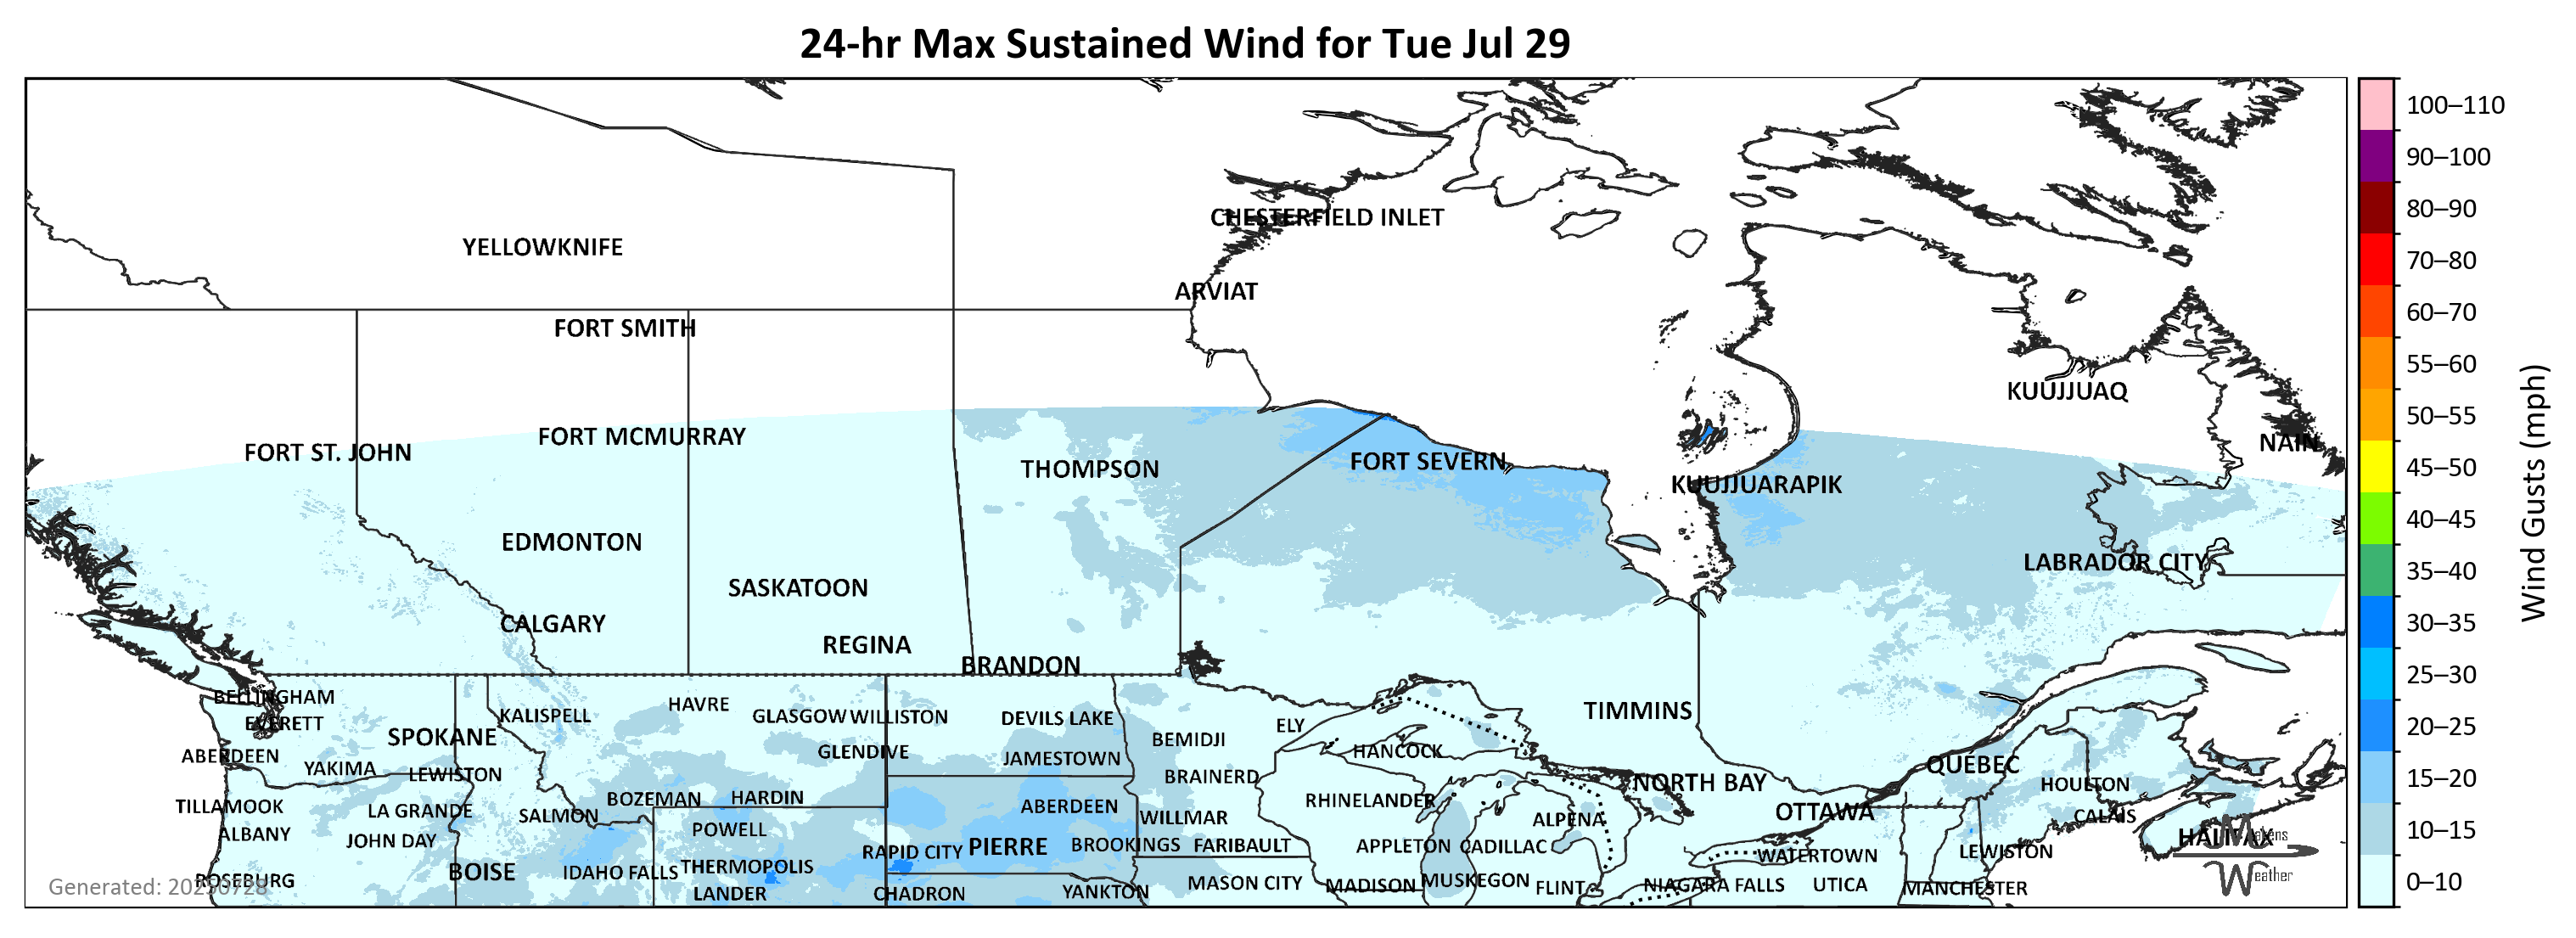 24-hr Max Sustained Wind for Tue Jul 29
100–110
90–100
80–90
70–80
60–70
55–60
50–55
45–50
40–45
35–40
30–35
25–30
20–25
15–20
10–15
0–10
Wind Gusts (mph)
CHESTERFIELD INLET
YELLOWKNIFE
ARVIAT
FORT SMITH
KUUJJUAQ
FORT MCMURRAY
NAIN
FORT ST. JOHN
FORT SEVERN
THOMPSON
KUUJJUARAPIK
EDMONTON
LABRADOR CITY
SASKATOON
CALGARY
REGINA
BRANDON
BELLINGHAM
HAVRE
TIMMINS
KALISPELL
GLASGOW
WILLISTON
DEVILS LAKE
EVERETT
ELY
SPOKANE
BEMIDJI
HANCOCK
GLENDIVE
ABERDEEN
JAMESTOWN
QUÉBEC
YAKIMA
LEWISTON
BRAINERD
NORTH BAY
HOULTON
BOZEMAN
HARDIN
RHINELANDER
TILLAMOOK
ABERDEEN
LA GRANDE
OTTAWA
SALMON
CALAIS
WILLMAR
ALPENA
POWELL
ALBANY
HALIFAX
JOHN DAY
PIERRE
BROOKINGS
FARIBAULT
APPLETON
CADILLAC
RAPID CITY
LEWISTON
WATERTOWN
THERMOPOLIS
BOISE
IDAHO FALLS
ROSEBURG
MUSKEGON
MASON CITY
MADISON
NIAGARA FALLS
UTICA
FLINT
MANCHESTER
YANKTON
LANDER
CHADRON
Generated: 20250728
Makens
Weather